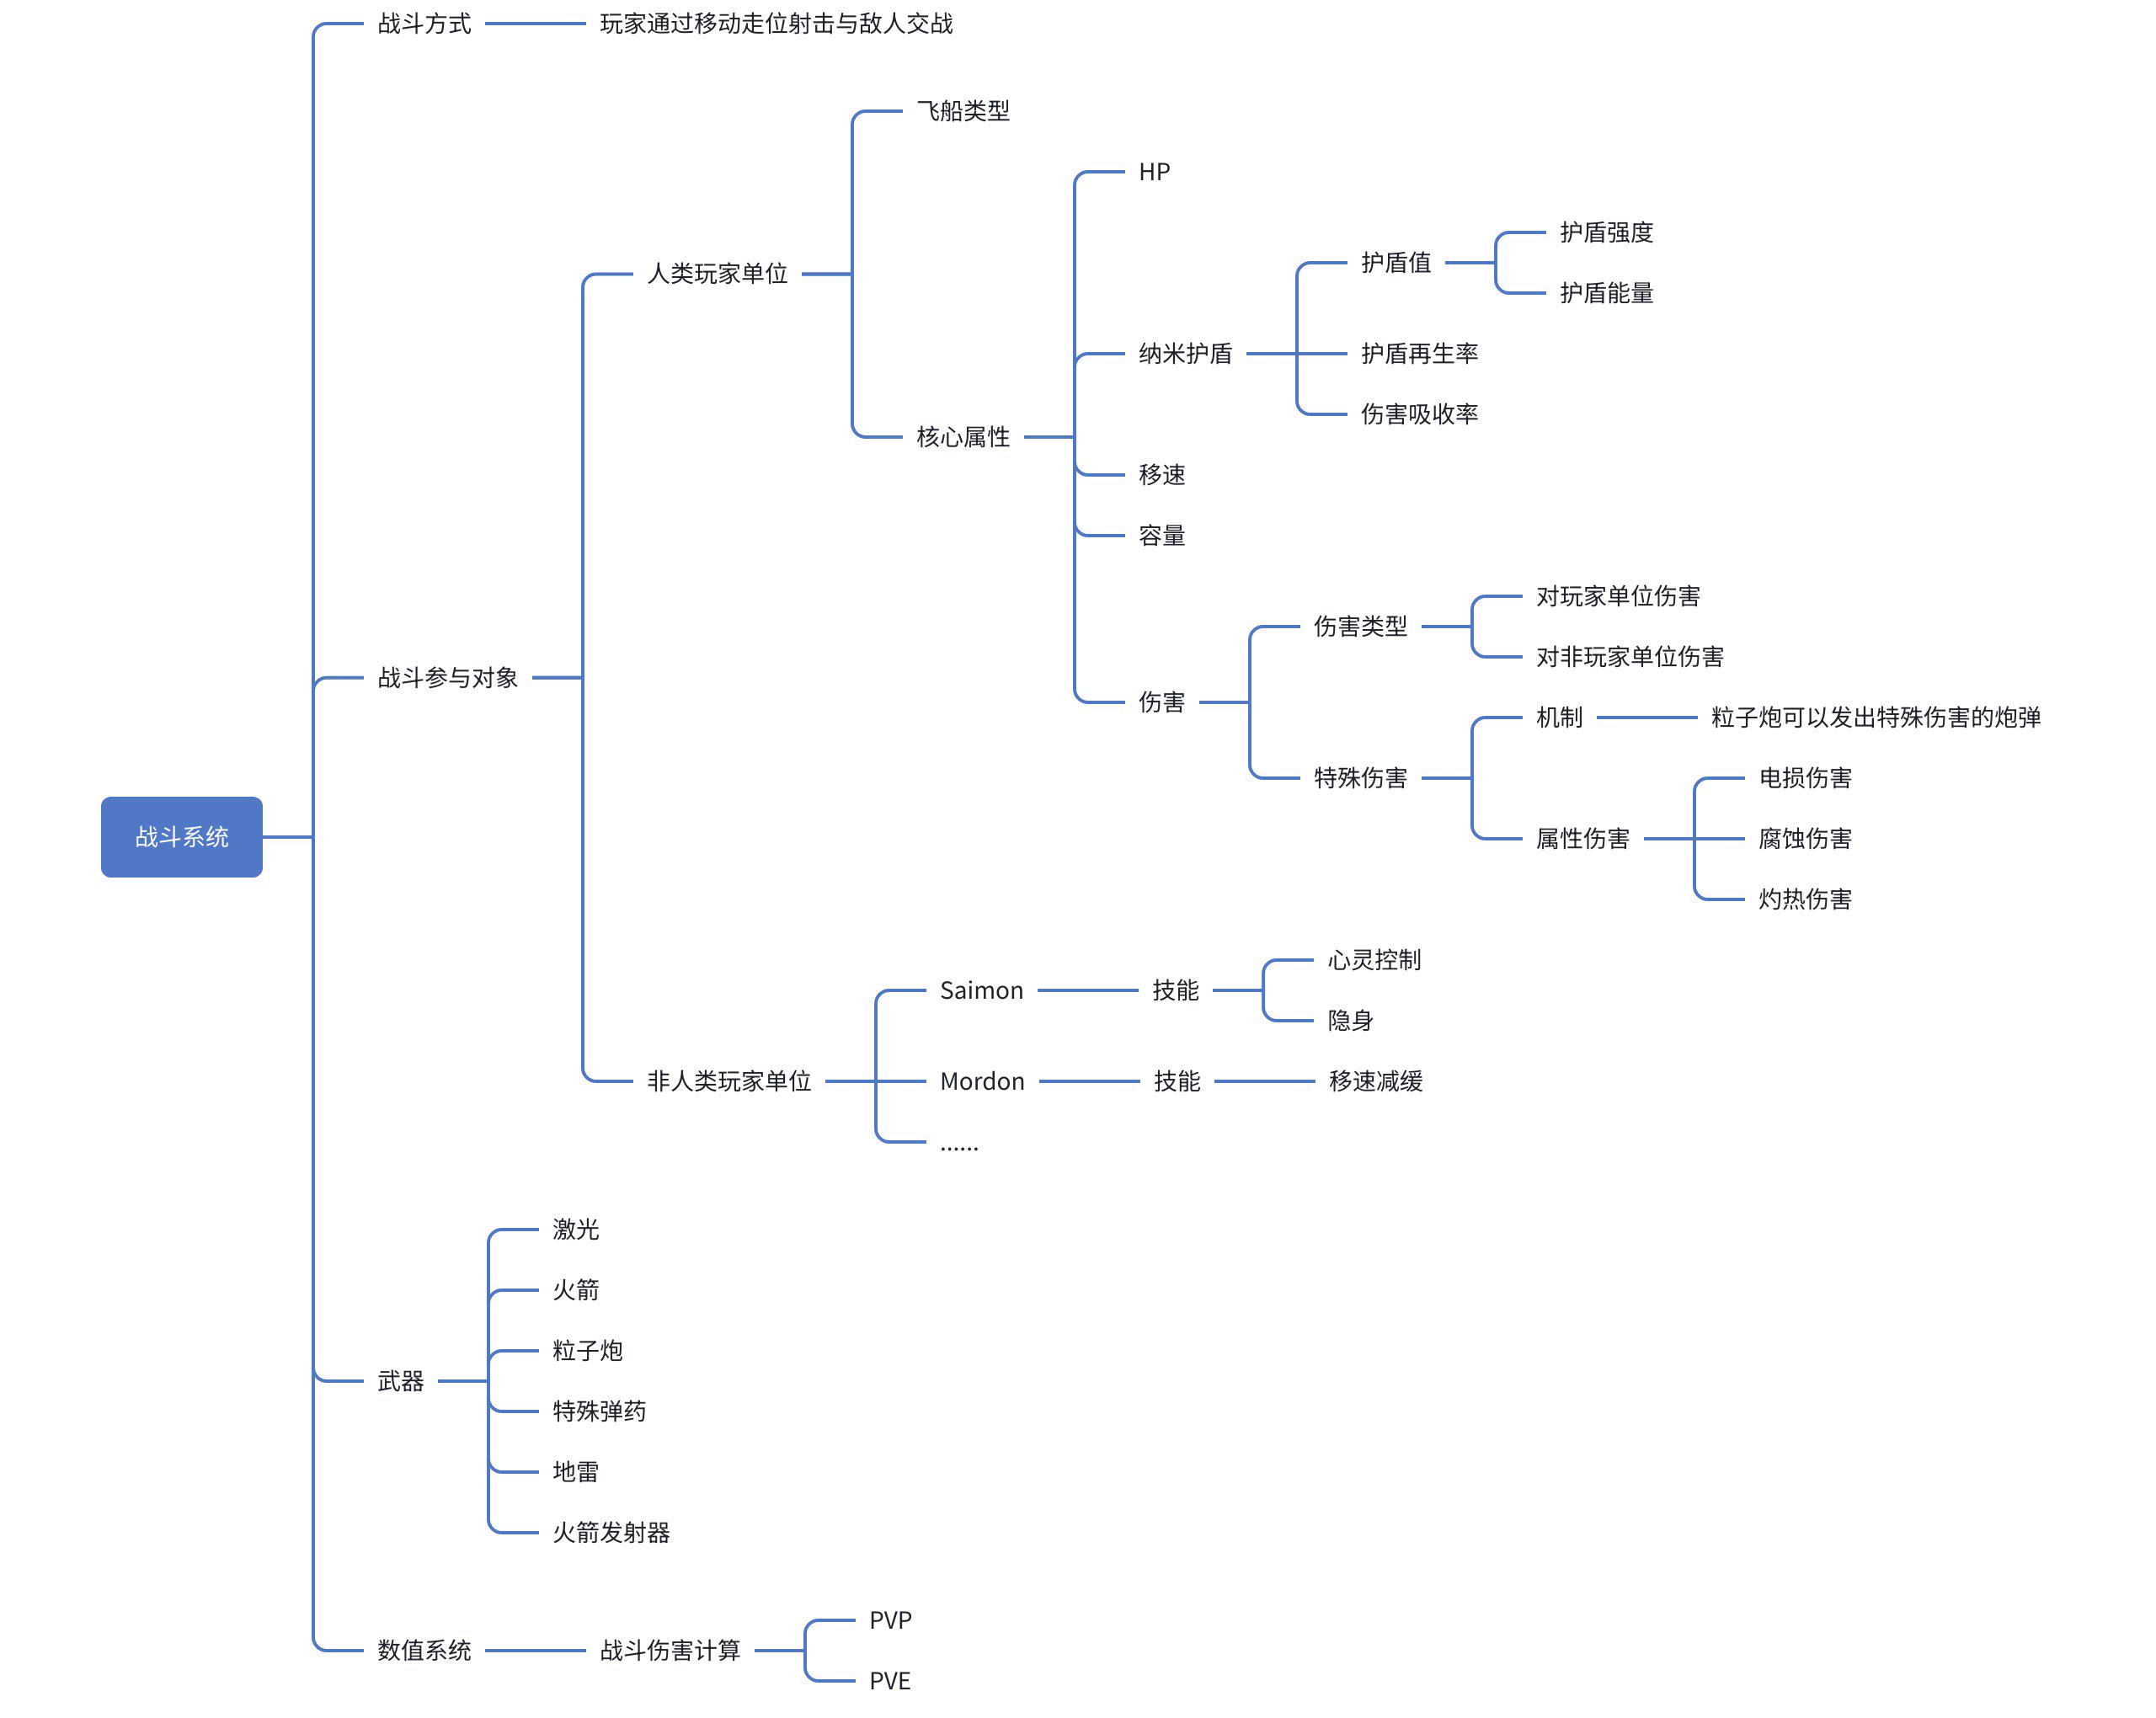 战斗方式
玩家通过移动走位射击与敌人交战
飞船类型
HP
护盾强度
护盾值
人类玩家单位
护盾能量
纳米护盾
护盾再生率
伤害吸收率
核心属性
移速
容量
对玩家单位伤害
伤害类型
对非玩家单位伤害
战斗参与对象
伤害
机制
粒子炮可以发出特殊伤害的炮弹
特殊伤害
电损伤害
战斗系统
属性伤害
腐蚀伤害
灼热伤害
心灵控制
Saimon
技能
隐身
非人类玩家单位
Mordon
技能
移速减缓
......
激光
火箭
粒子炮
武器
特殊弹药
地雷
火箭发射器
PVP
数值系统
战斗伤害计算
PVE